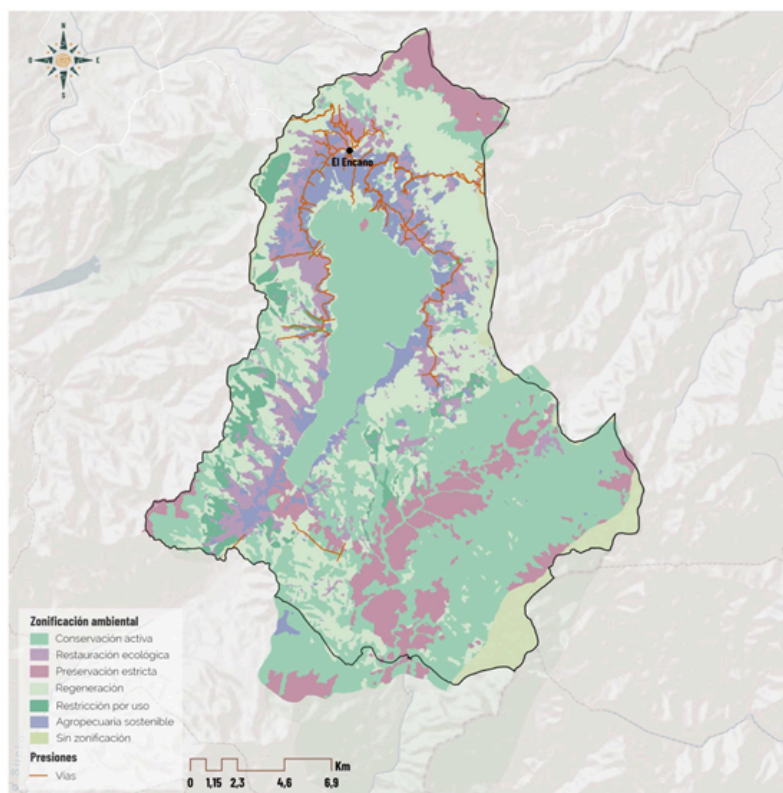 N
O
E
S
El Encano
Zonificación ambiental
Conservación activa
Restauración ecológica
Preservación estricta
Regeneración
Restricción por uso
Agropecuaria sostenible
Sin zonificación
Presiones
Vías
Km
0 1,15 2,3 4,6 6,9